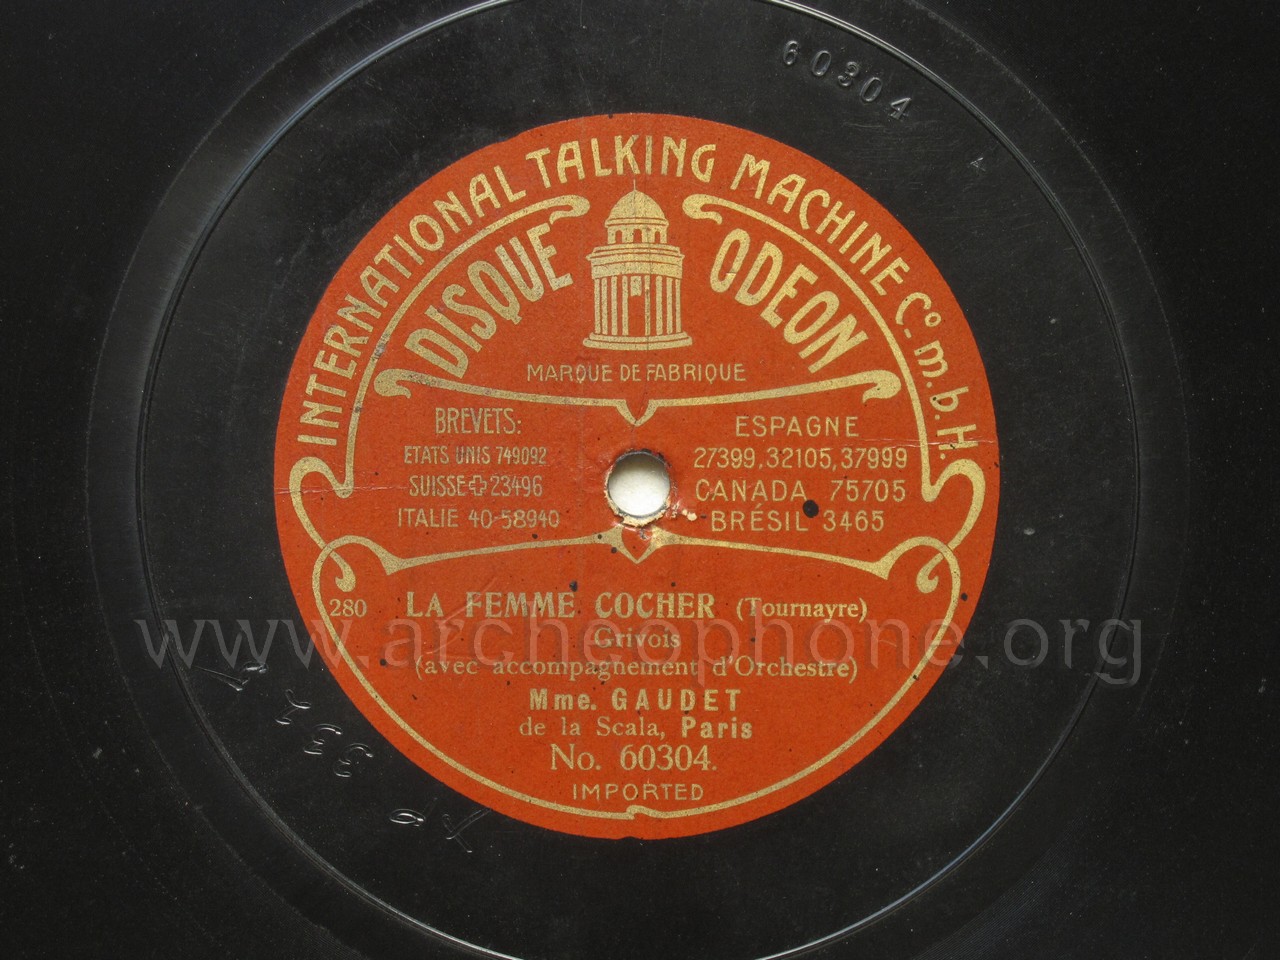 60304
4
INTERNATIONAL TALKING MACHINE Co. m.b.H.
DISQUE ODEON
MARQUE DE FABRIQUE
BREVETS:
ETATS UNIS 749092
SUISSE 23496
ITALIE 40-58940
ESPAGNE
27399,32105,37999
CANADA 75705
BRÉSIL 3465
280 LA FEMME COCHER (Tournayre)
Grivois
(avec accompagnement d'Orchestre)
Mme. GAUDET
de la Scala, Paris
No. 60304.
IMPORTED
www.archeophone.org